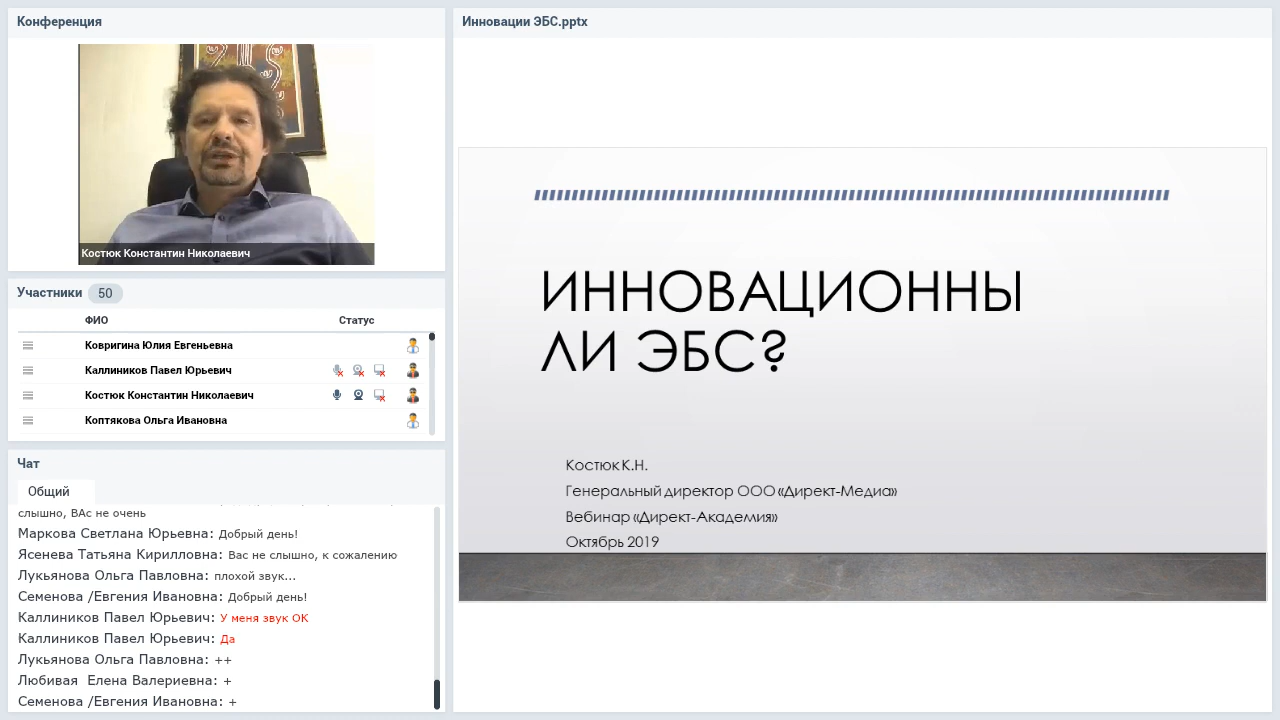 Конференция
Костюк Константин Николаевич
Участники 50
ФИО Статус
Ковригина Юлия Евгеньевна
Каллиников Павел Юрьевич
Костюк Константин Николаевич
Коптякова Ольга Ивановна
Чат
Общий
слышно, ВАс не очень
Маркова Светлана Юрьевна: Добрый день!
Ясенева Татьяна Кирилловна: Вас не слышно, к сожалению
Лукьянова Ольга Павловна: плохой звук...
Семенова /Евгения Ивановна: Добрый день!
Каллиников Павел Юрьевич: У меня звук ОК
Каллиников Павел Юрьевич: Да
Лукьянова Ольга Павловна: ++
Любивая  Елена Валериевна: +
Семенова /Евгения Ивановна: +
Инновации ЭБС.pptx
ИННОВАЦИОННЫ
ЛИ ЭБС?
Костюк К.Н.
Генеральный директор ООО «Директ-Медиа»
Вебинар «Директ-Академия»
Октябрь 2019